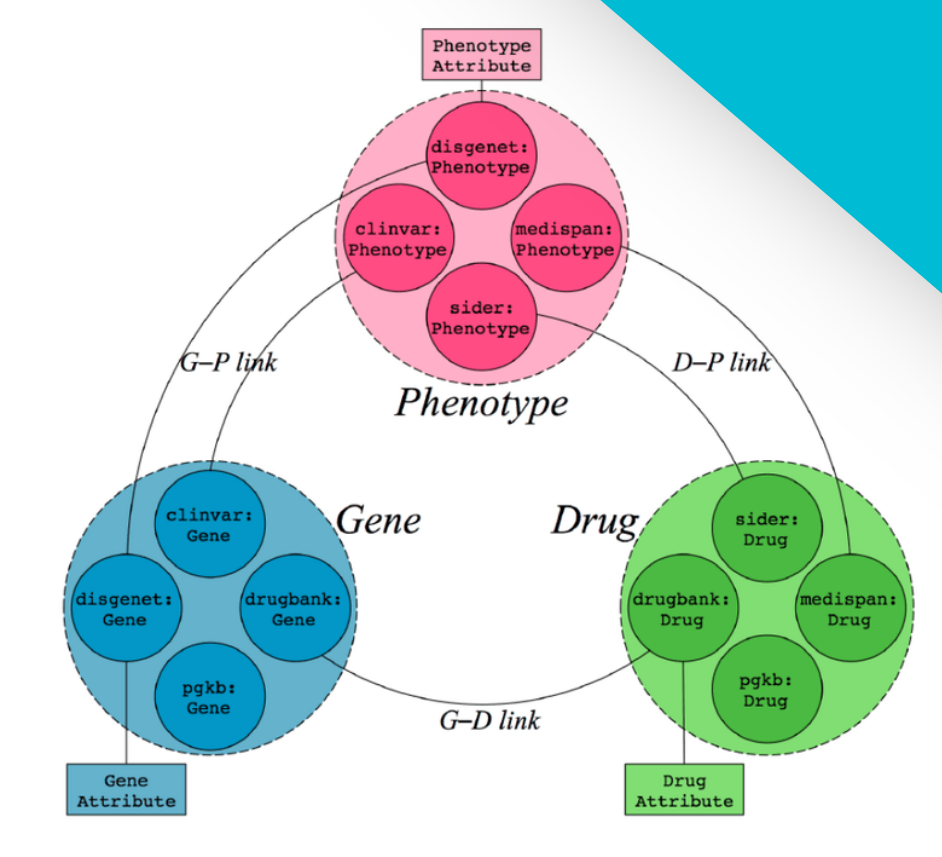 Phenotype
Attribute
disgenet:
Phenotype
clinvar:
Phenotype
medispan:
Phenotype
sider:
Phenotype
G–P link
D–P link
Phenotype
Gene
Drug
clinvar:
Gene
disgenet:
Gene
drugbank:
Gene
pgkb:
Gene
sider:
Drug
drugbank:
Drug
medispan:
Drug
pgkb:
Drug
G–D link
Gene
Attribute
Drug
Attribute